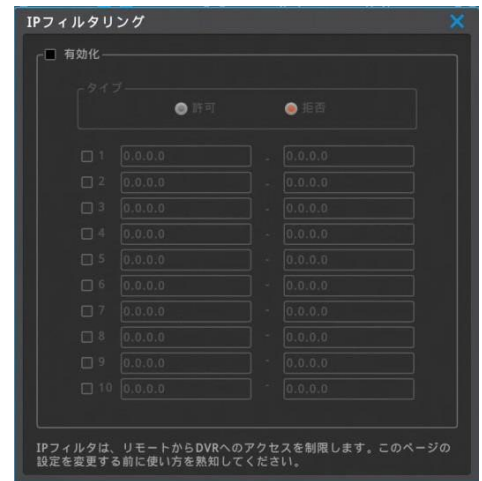 IPフィルタリング
有効化
タイプ
許可 拒否
1 0.0.0.0 - 0.0.0.0
2 0.0.0.0 - 0.0.0.0
3 0.0.0.0 - 0.0.0.0
4 0.0.0.0 - 0.0.0.0
5 0.0.0.0 - 0.0.0.0
6 0.0.0.0 - 0.0.0.0
7 0.0.0.0 - 0.0.0.0
8 0.0.0.0 - 0.0.0.0
9 0.0.0.0 - 0.0.0.0
10 0.0.0.0 - 0.0.0.0
IPフィルタは、リモートからDVRへのアクセスを制限します。このページの
設定を変更する前に使い方を熟知してください。